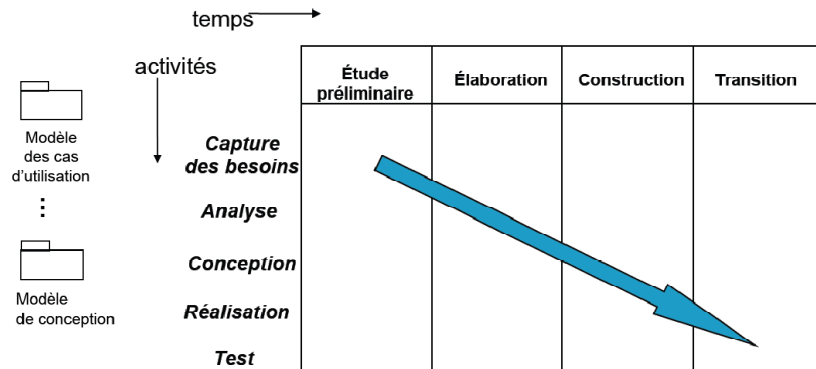 temps
activités
Étude
préliminaire
Élaboration
Construction
Transition
Modèle
des cas
d'utilisation
⋮
Modèle
de conception
Capture
des besoins
Analyse
Conception
Réalisation
Test